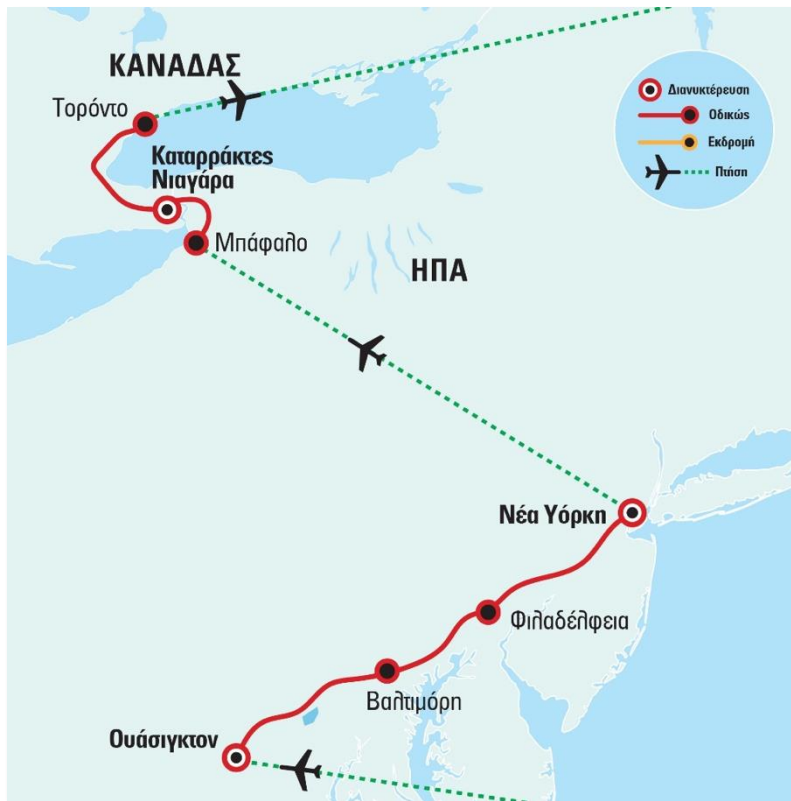 ΚΑΝΑΔΑΣ
Τορόντο
Καταρράκτες
Νιαγάρα
Μπάφαλο
ΗΠΑ
Διανυκτέρευση
Οδικώς
Εκδρομή
Πτήση
Νέα Υόρκη
Φιλαδέλφεια
Βαλτιμόρη
Ουάσιγκτον